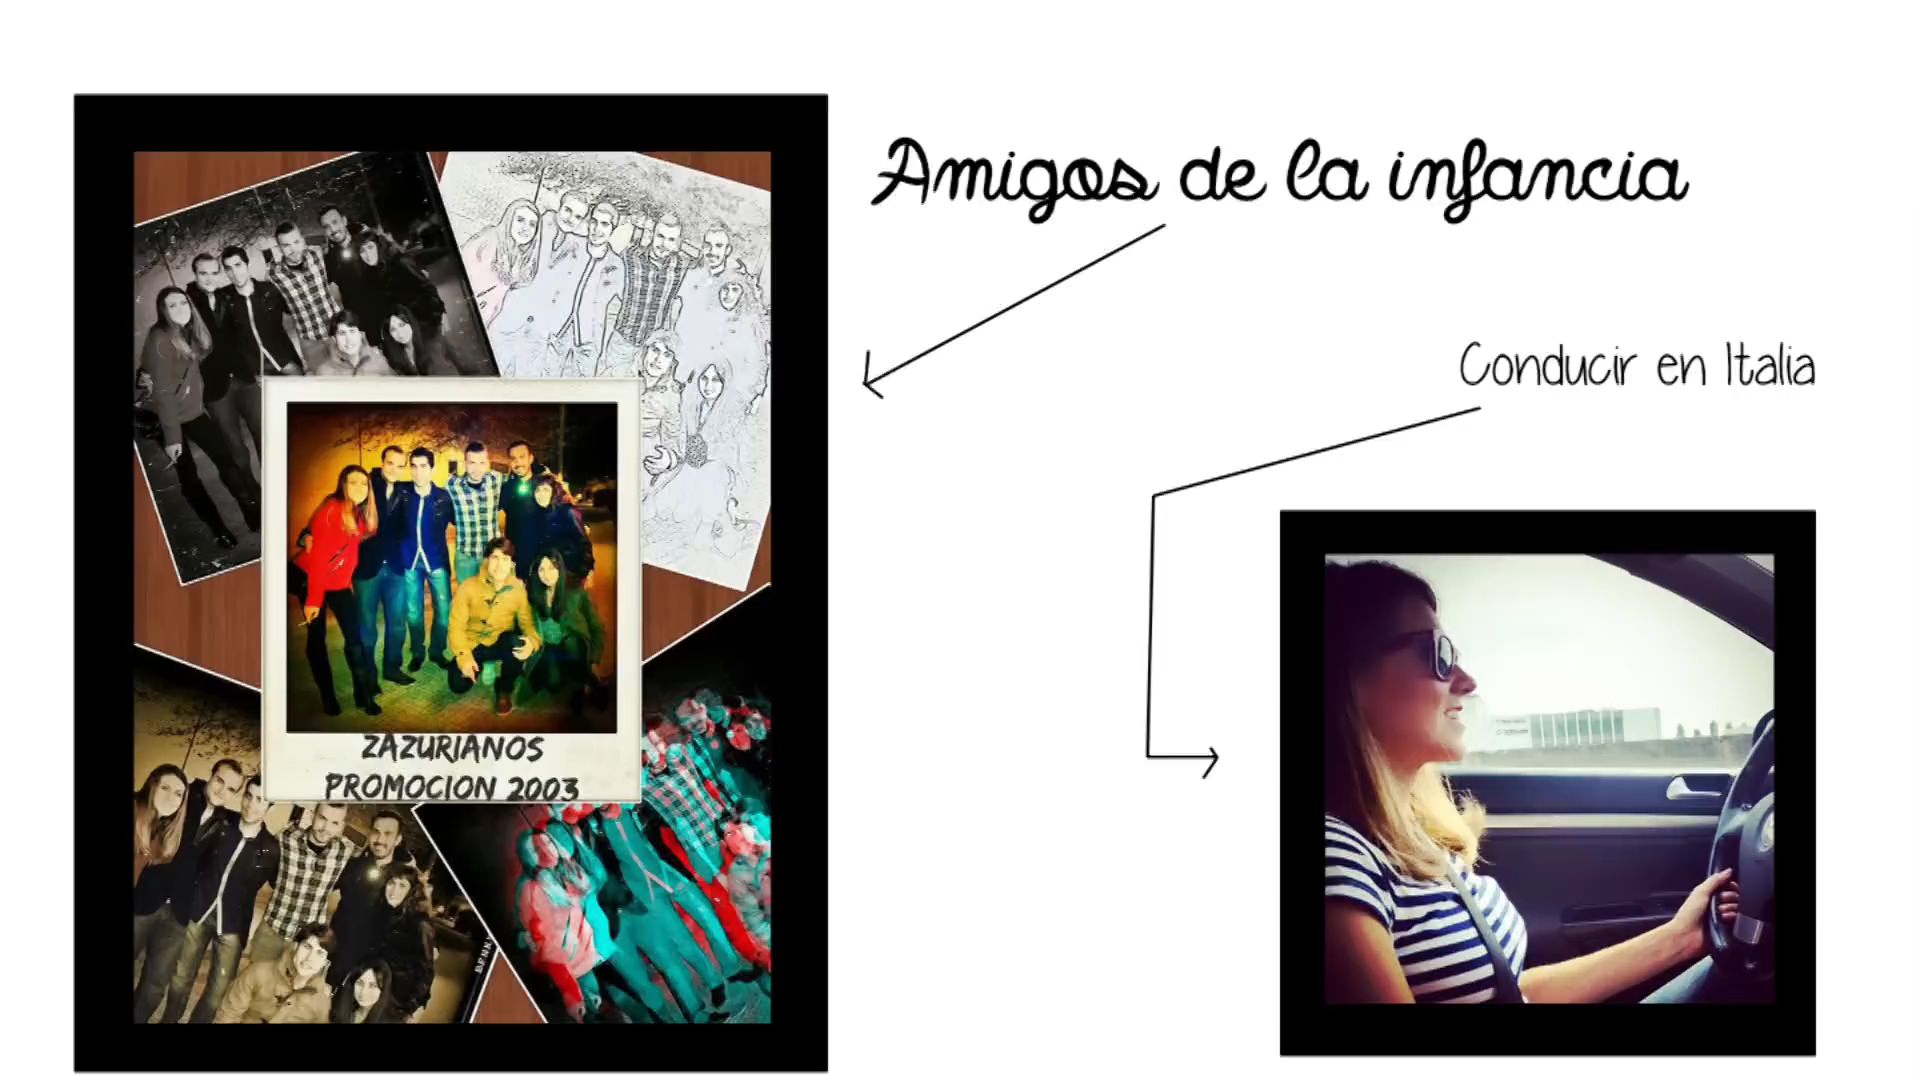 Amigos de la infancia
Conducir en Italia
ZAZURIANOS
PROMOCION 2003